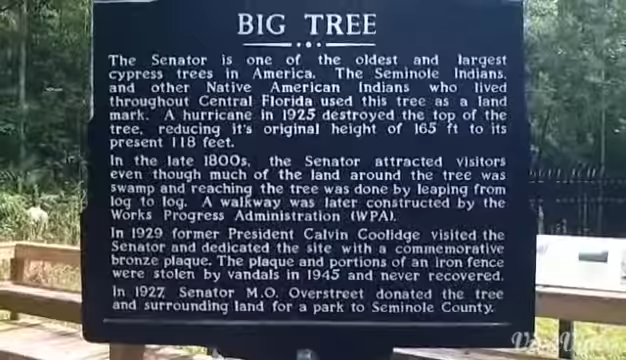 BIG TREE
The Senator is one of the oldest and largest
cypress trees in America. The Seminole Indians,
and other Native American Indians who lived
throughout Central Florida used this tree as a land
mark. A hurricane in 1925 destroyed the top of the
tree, reducing it's original height of 165 ft to its
present 118 feet.
In the late 1800s, the Senator attracted visitors
even though much of the land around the tree was
swamp and reaching the tree was done by leaping from
log to log. A walkway was later constructed by the
Works Progress Administration (WPA).
In 1929 former President Calvin Coolidge visited the
Senator and dedicated the site with a commemorative
bronze plaque. The plaque and portions of an iron fence
were stolen by vandals in 1945 and never recovered.
In 1927, Senator M.O. Overstreet donated the tree
and surrounding land for a park to Seminole County.